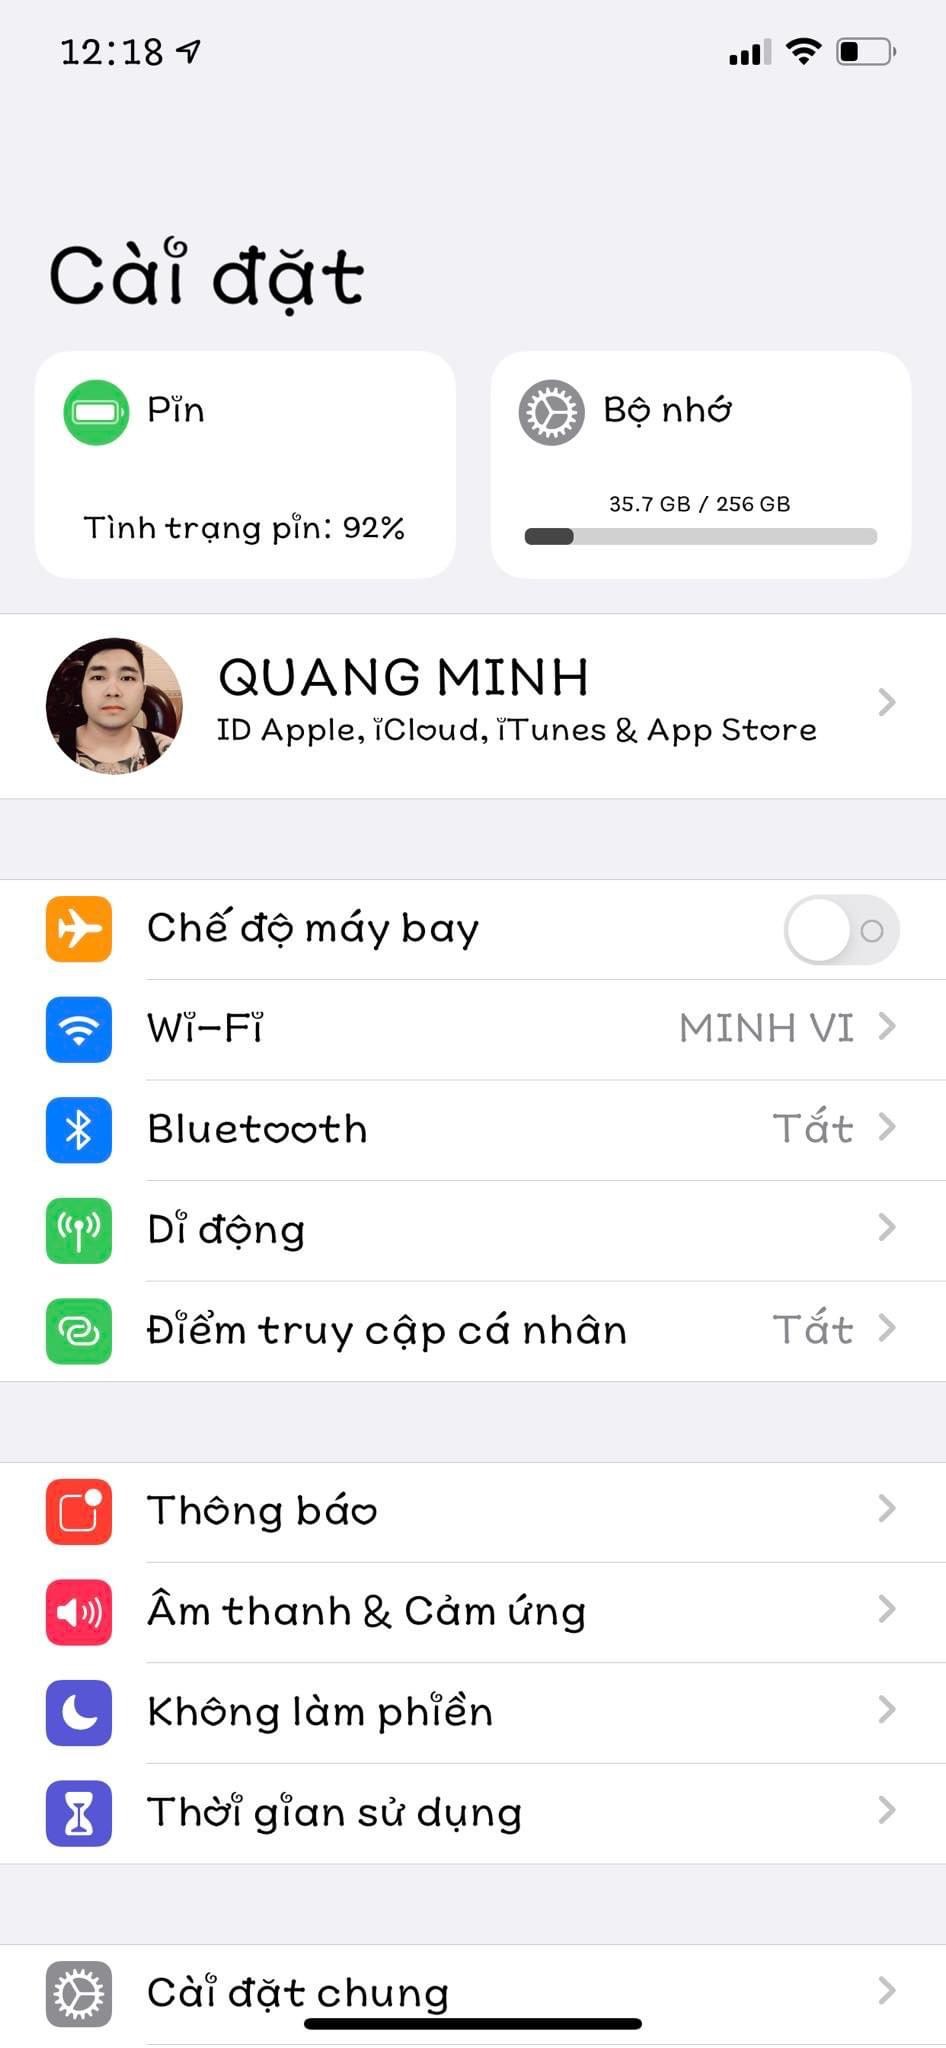 12:18
Cài đặt
Pin
Bộ nhớ
35.7 GB / 256 GB
Tình trạng pin: 92%
QUANG MINH
ID Apple, iCloud, iTunes & App Store
Chế độ máy bay
Wi-Fi
MINH VI
Bluetooth
Tắt
Di động
Điểm truy cập cá nhân
Tắt
Thông báo
Âm thanh & Cảm ứng
Không làm phiền
Thời gian sử dụng
Cài đặt chung